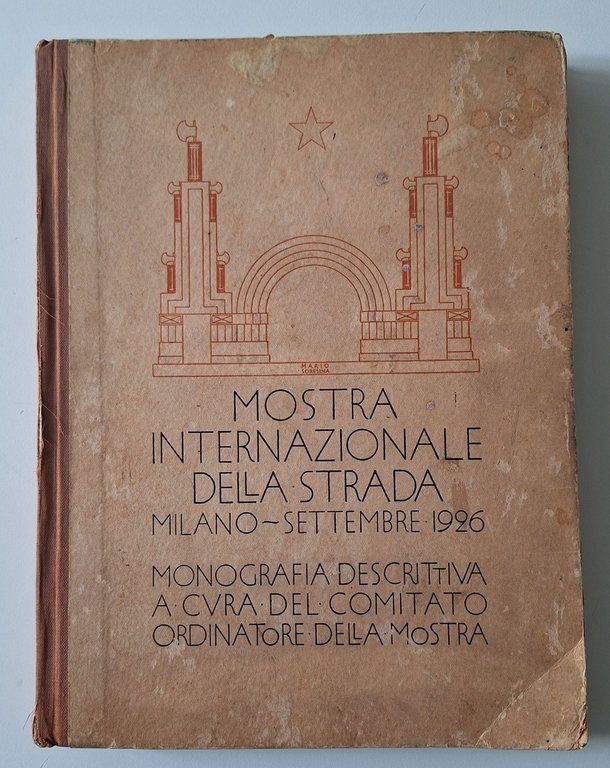 MARIO
SORESINA
MOSTRA
INTERNAZIONALE
DELLA·STRADA
MILANO~SETTEMBRE·1926
MONOGRAFIA·DESCRITTIVA
A·CVRA·DEL·COMITATO
ORDINATORE·DELLA·MOSTRA